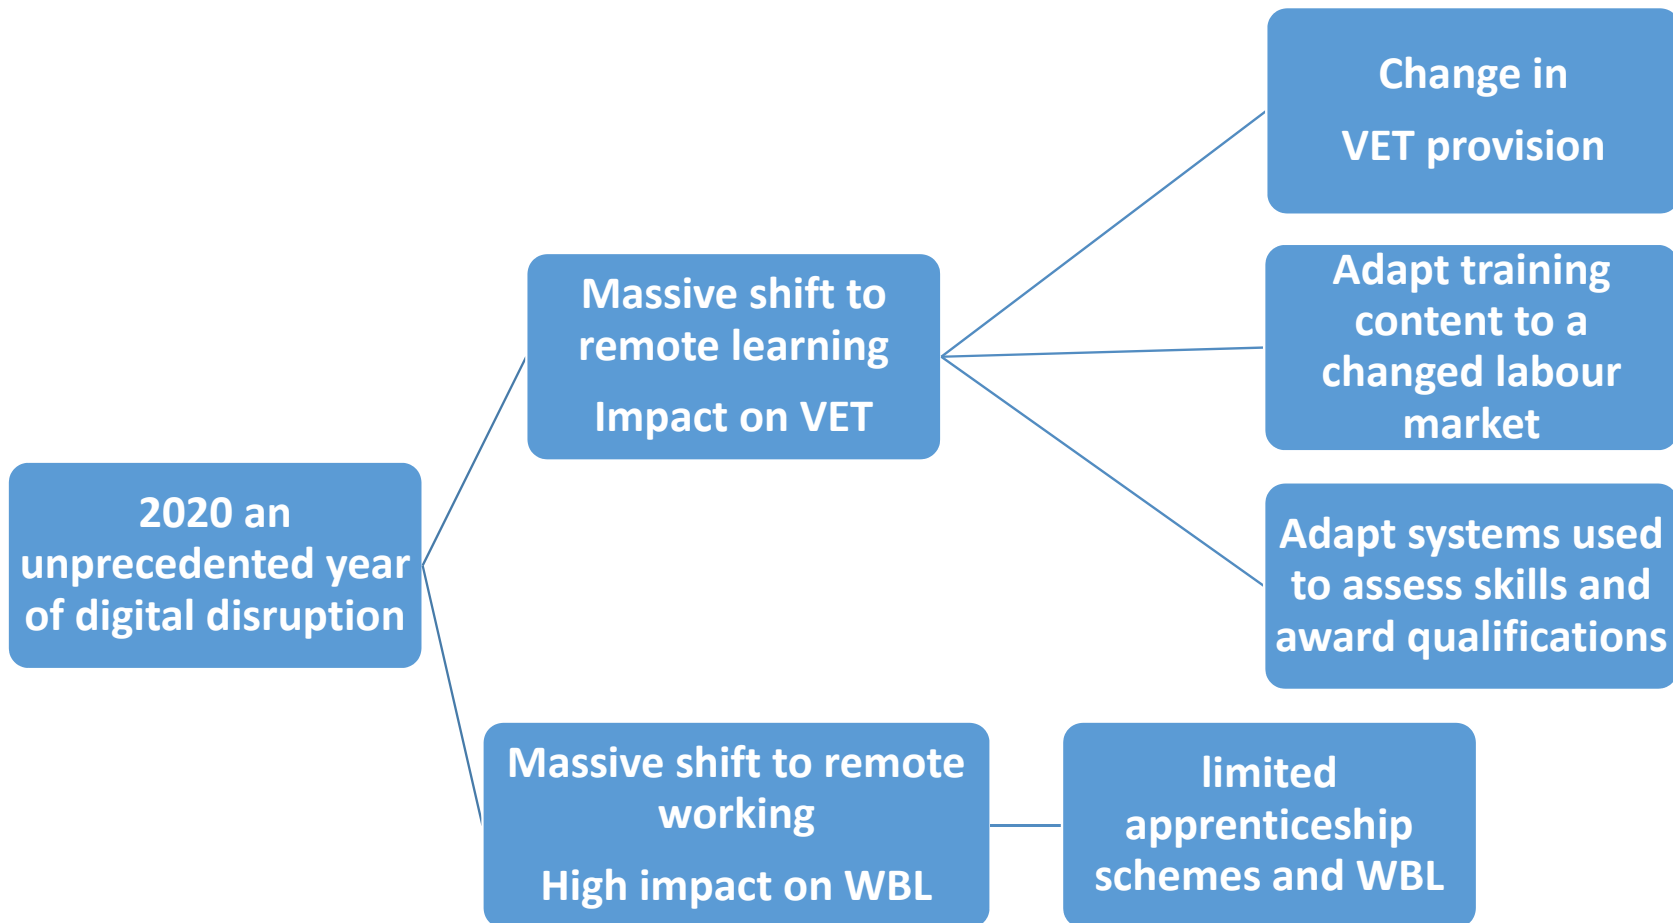 2020 an
unprecedented year
of digital disruption
Massive shift to
remote learning
Impact on VET
Change in
VET provision
Adapt training
content to a
changed labour
market
Adapt systems used
to assess skills and
award qualifications
Massive shift to remote
working
High impact on WBL
limited
apprenticeship
schemes and WBL